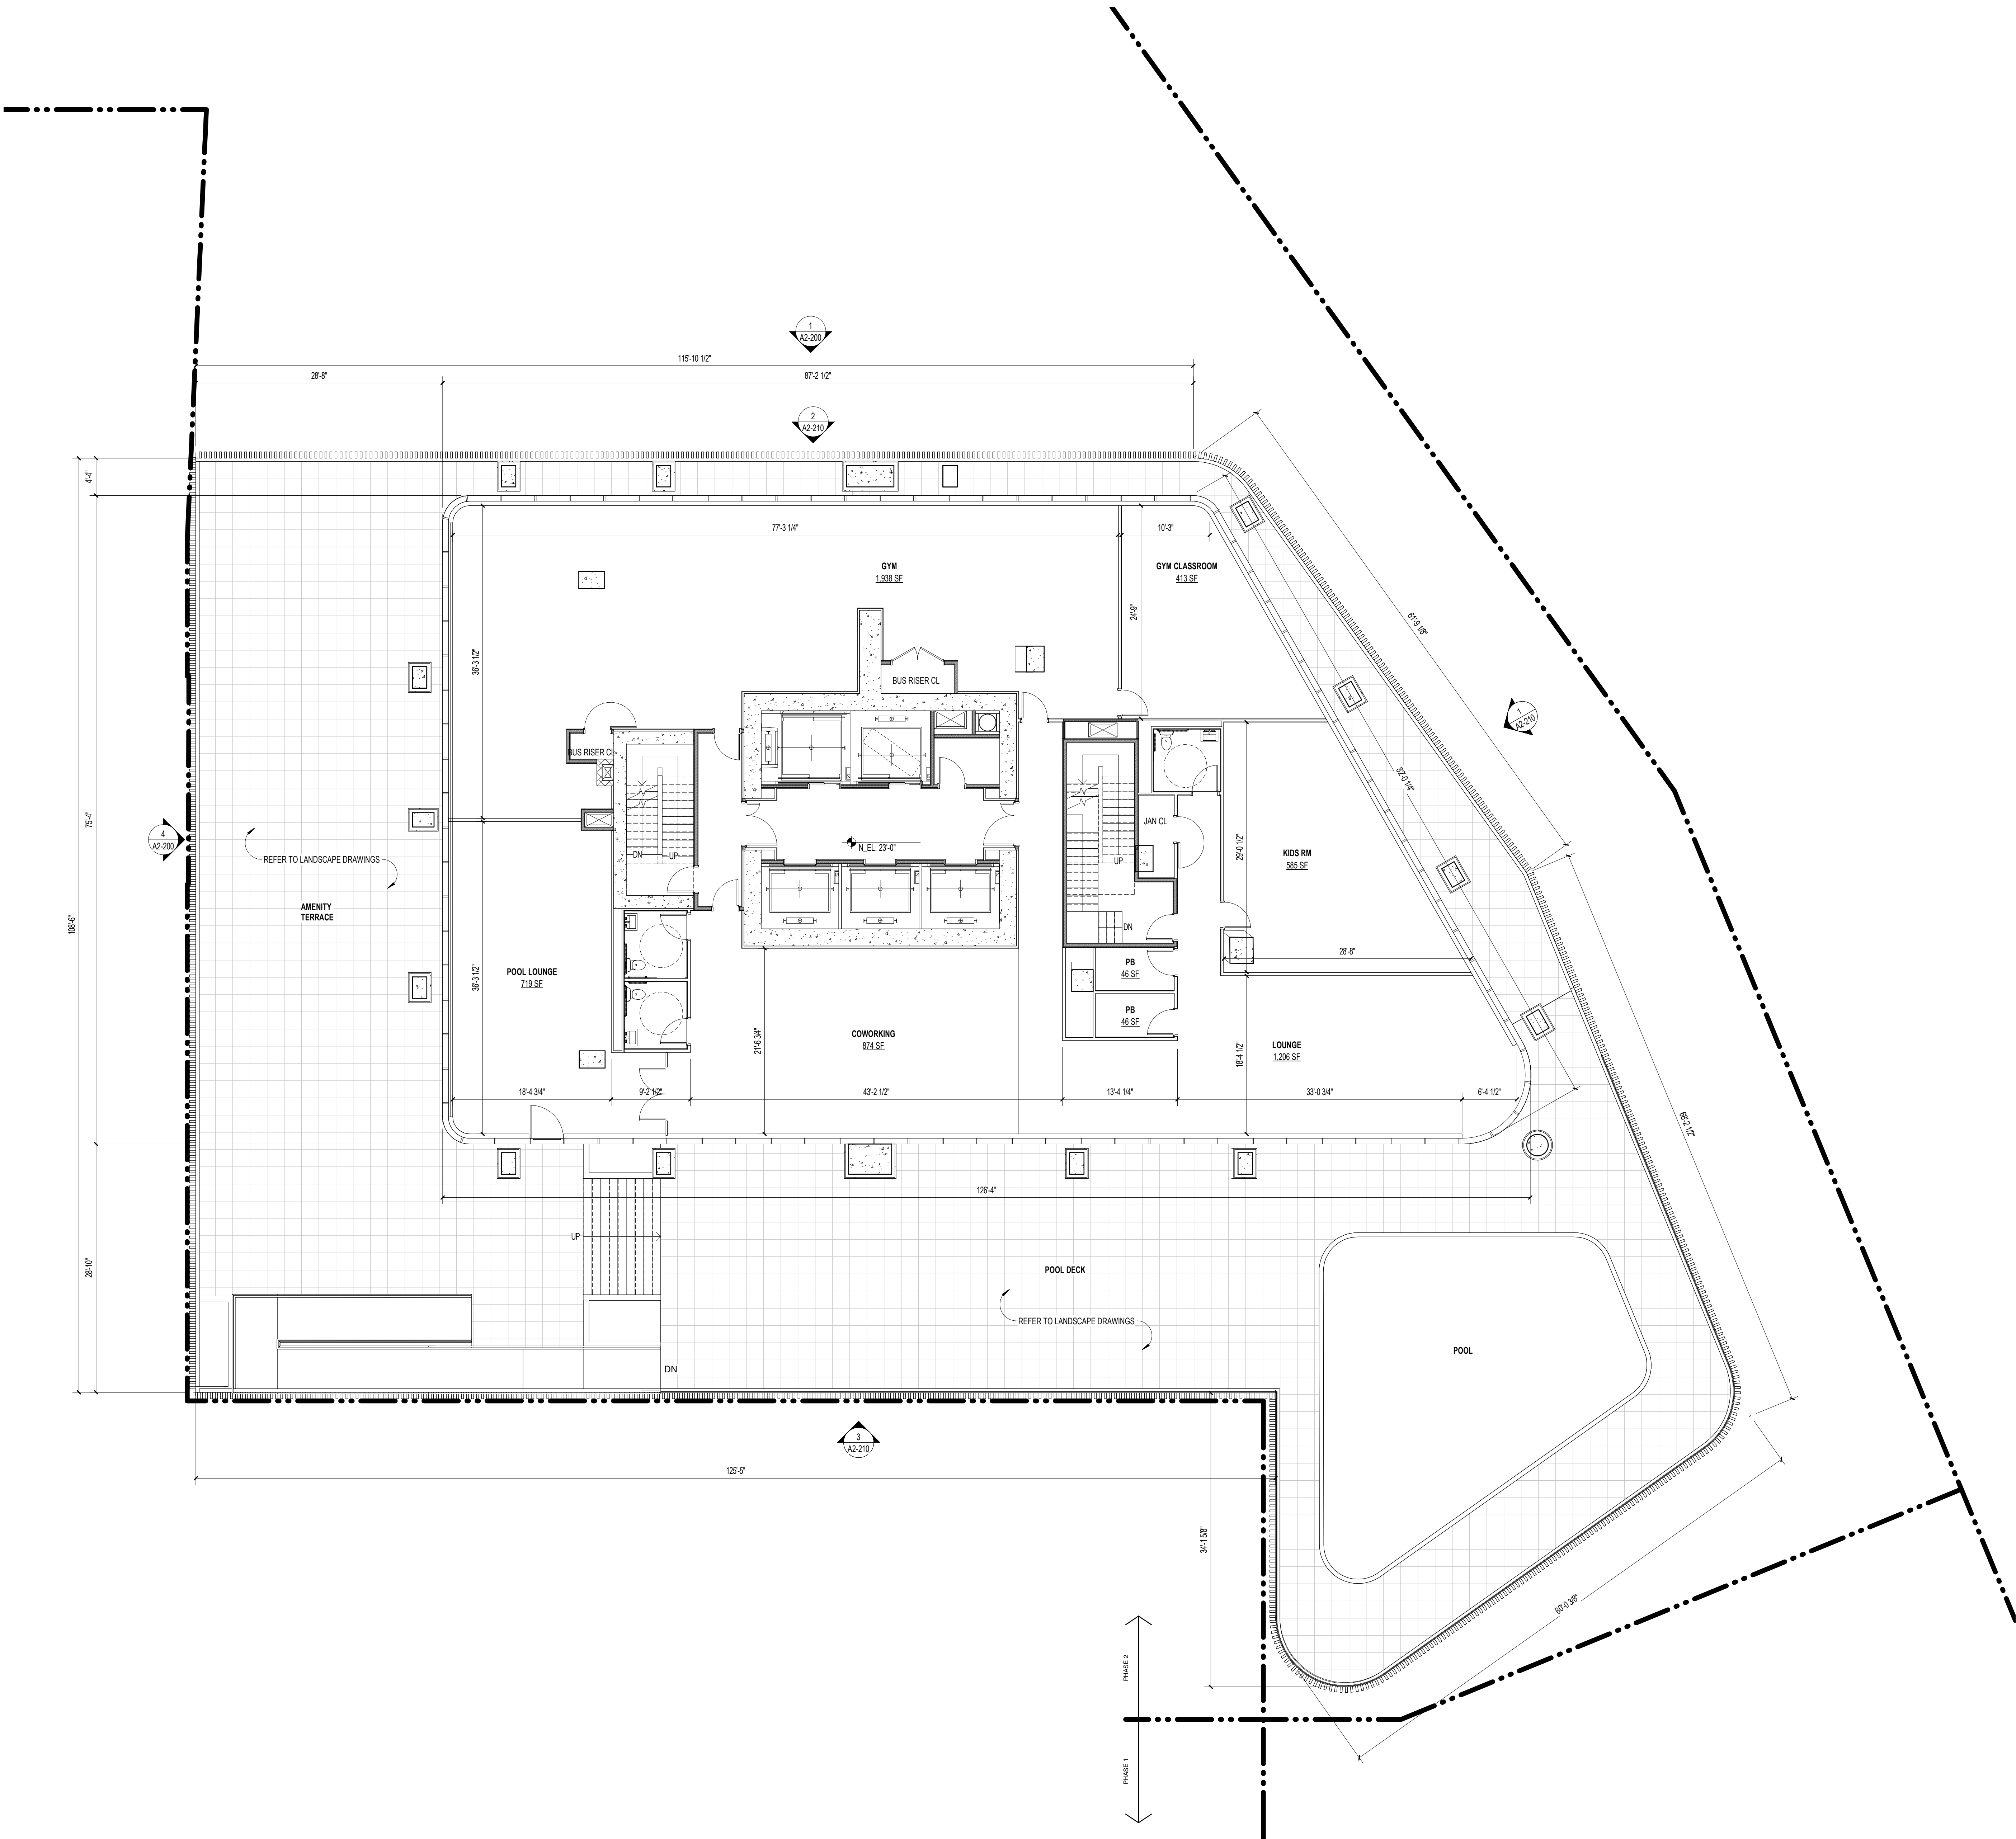 1
A2-200
115'-10 1/2"
28'-8"
87'-2 1/2"
2
A2-210
4'-4"
77'-3 1/4"
10'-3"
GYM
1,938 SF
GYM CLASSROOM
413 SF
24'-9"
61'-9 1/8"
36'-3 1/2"
BUS RISER CL
1
A2-210
BUS RISER CL
82'-0 1/4"
75'-4"
4
A2-200
JAN CL
N_EL. 23'-0"
29'-0 1/2"
KIDS RM
585 SF
REFER TO LANDSCAPE DRAWINGS
DN
UP
UP
AMENITY
TERRACE
108'-6"
DN
28'-8"
POOL LOUNGE
719 SF
36'-3 1/2"
PB
46 SF
PB
46 SF
COWORKING
874 SF
21'-6 3/4"
LOUNGE
1,206 SF
18'-4 1/2"
18'-4 3/4"
9'-2 1/2"
43'-2 1/2"
13'-4 1/4"
33'-0 3/4"
6'-4 1/2"
68'-2 1/2"
126'-4"
UP
28'-10"
POOL DECK
REFER TO LANDSCAPE DRAWINGS
POOL
DN
3
A2-210
125'-5"
34'-1 5/8"
60'-0 3/8"
PHASE 2
PHASE 1